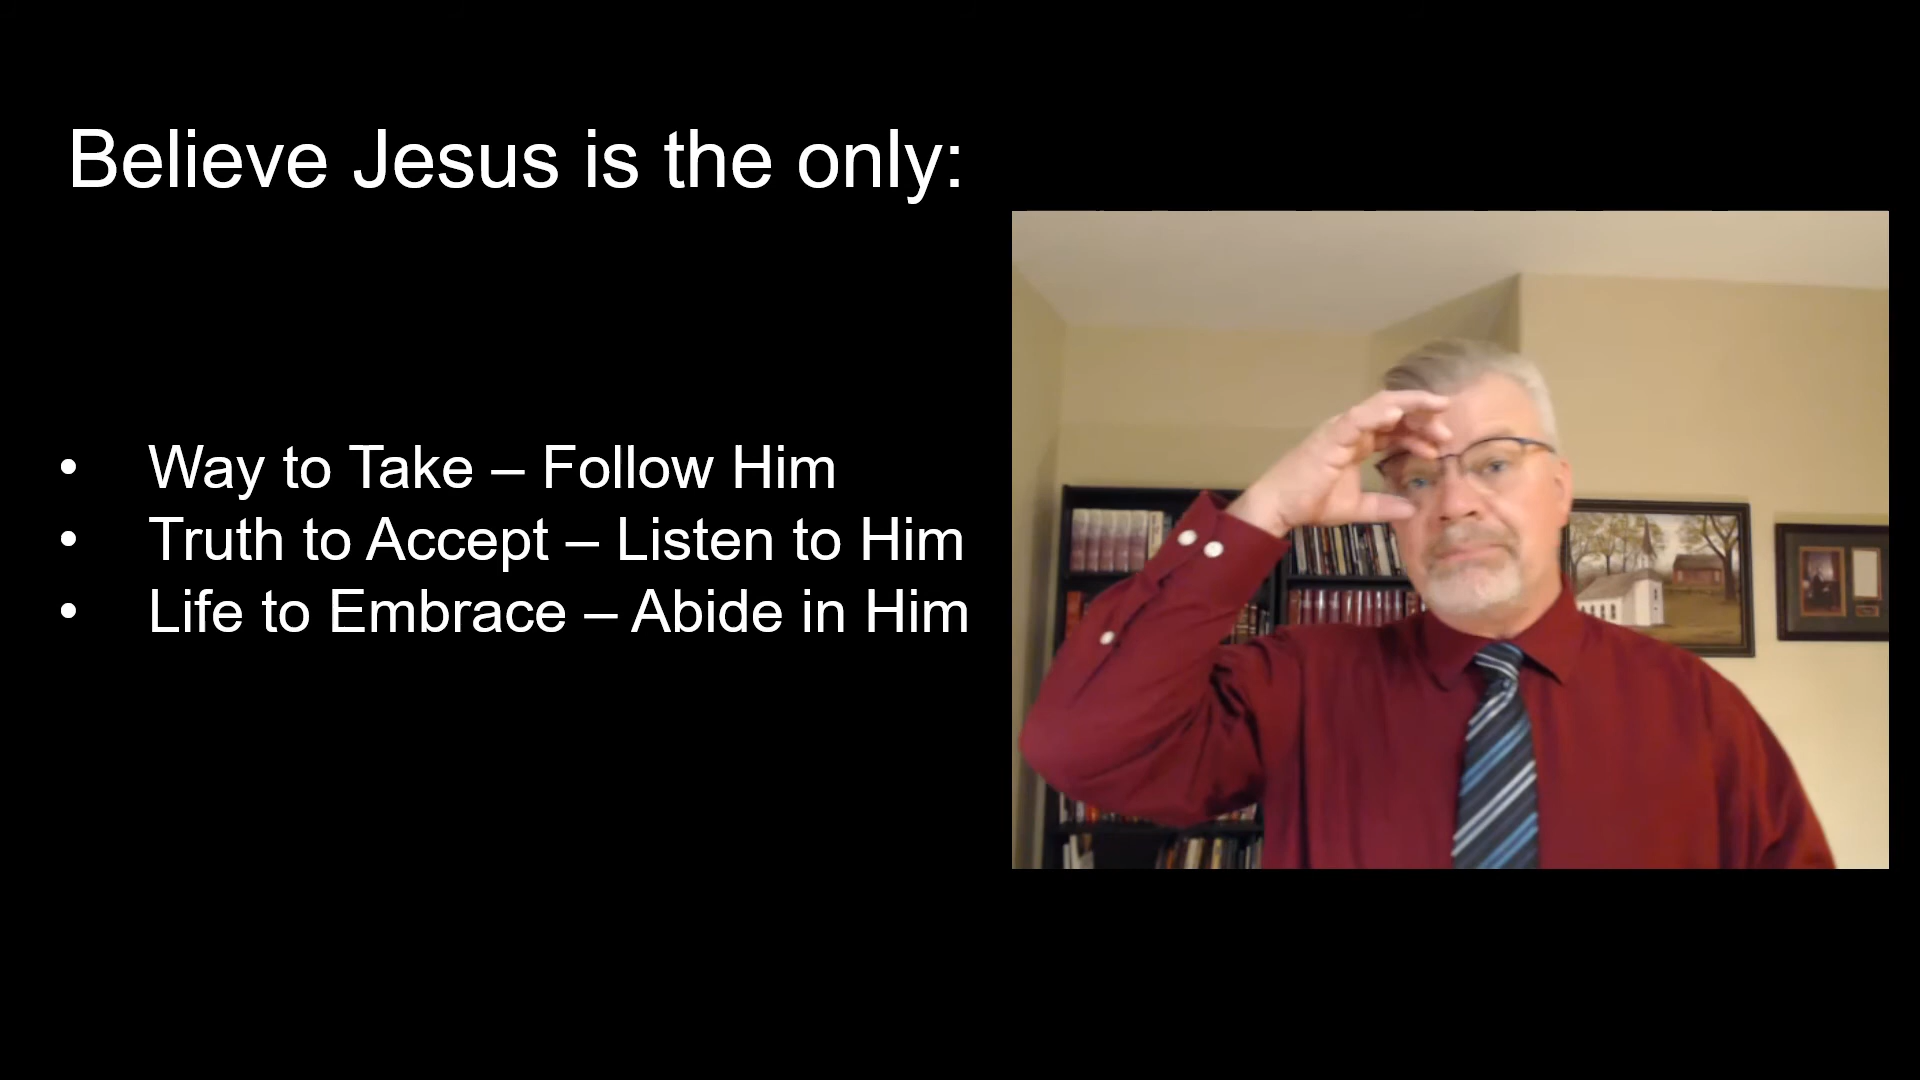 Believe Jesus is the only:
• Way to Take – Follow Him
• Truth to Accept – Listen to Him
• Life to Embrace – Abide in Him